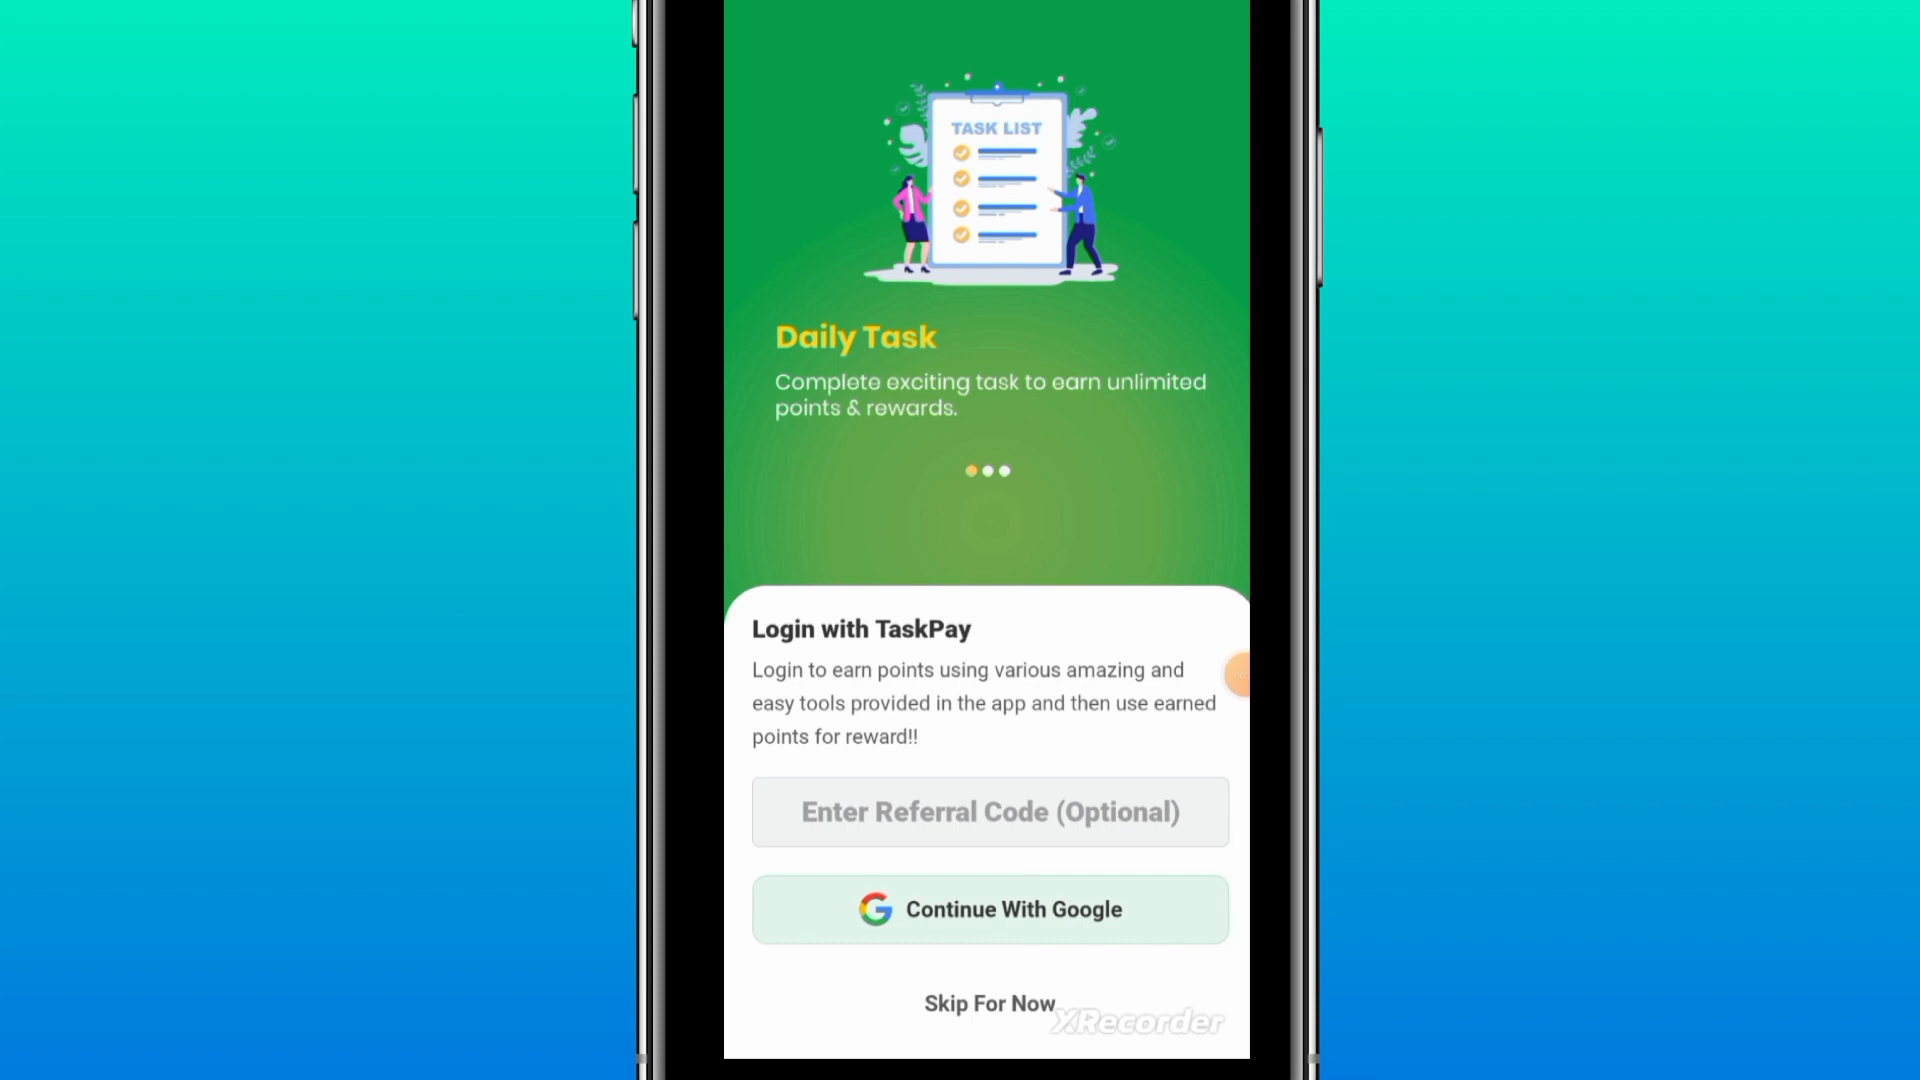 TASK LIST
Daily Task
Complete exciting task to earn unlimited
points & rewards.
Login with TaskPay
Login to earn points using various amazing and
easy tools provided in the app and then use earned
points for reward!!
Enter Referral Code (Optional)
Continue With Google
Skip For Now
XRecorder